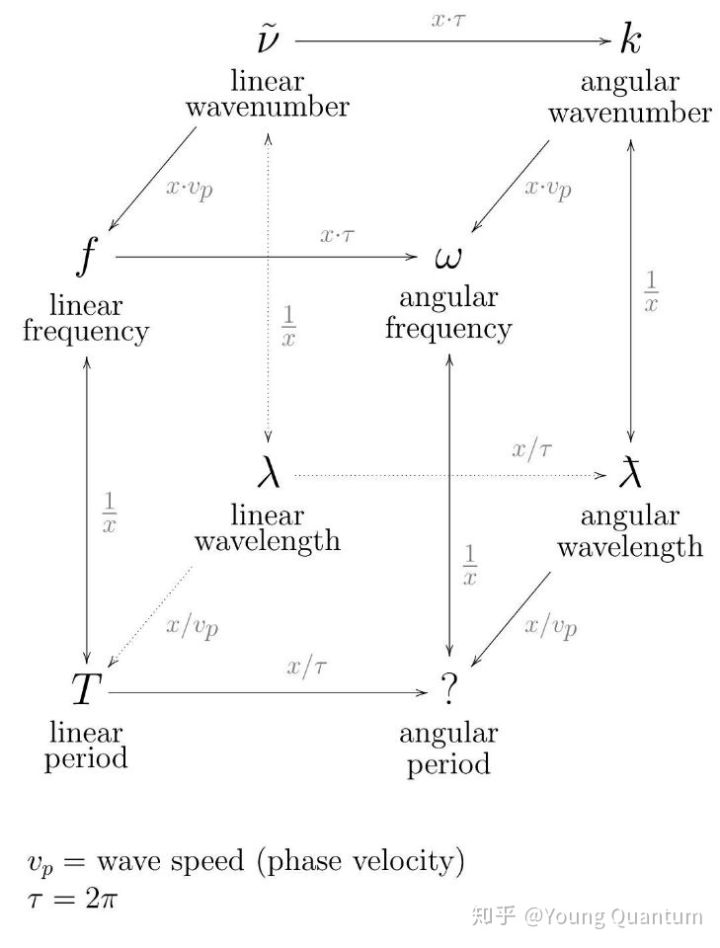 x·τ
ν̃
k
linear
wavenumber
angular
wavenumber
x·v_p
x·v_p
x·τ
f
ω
linear
frequency
angular
frequency
1/x
1/x
x/τ
λ
ƛ
linear
wavelength
angular
wavelength
1/x
1/x
x/v_p
x/v_p
x/τ
T
?
linear
period
angular
period
v_p = wave speed (phase velocity)
τ = 2π
知乎 @Young Quantum